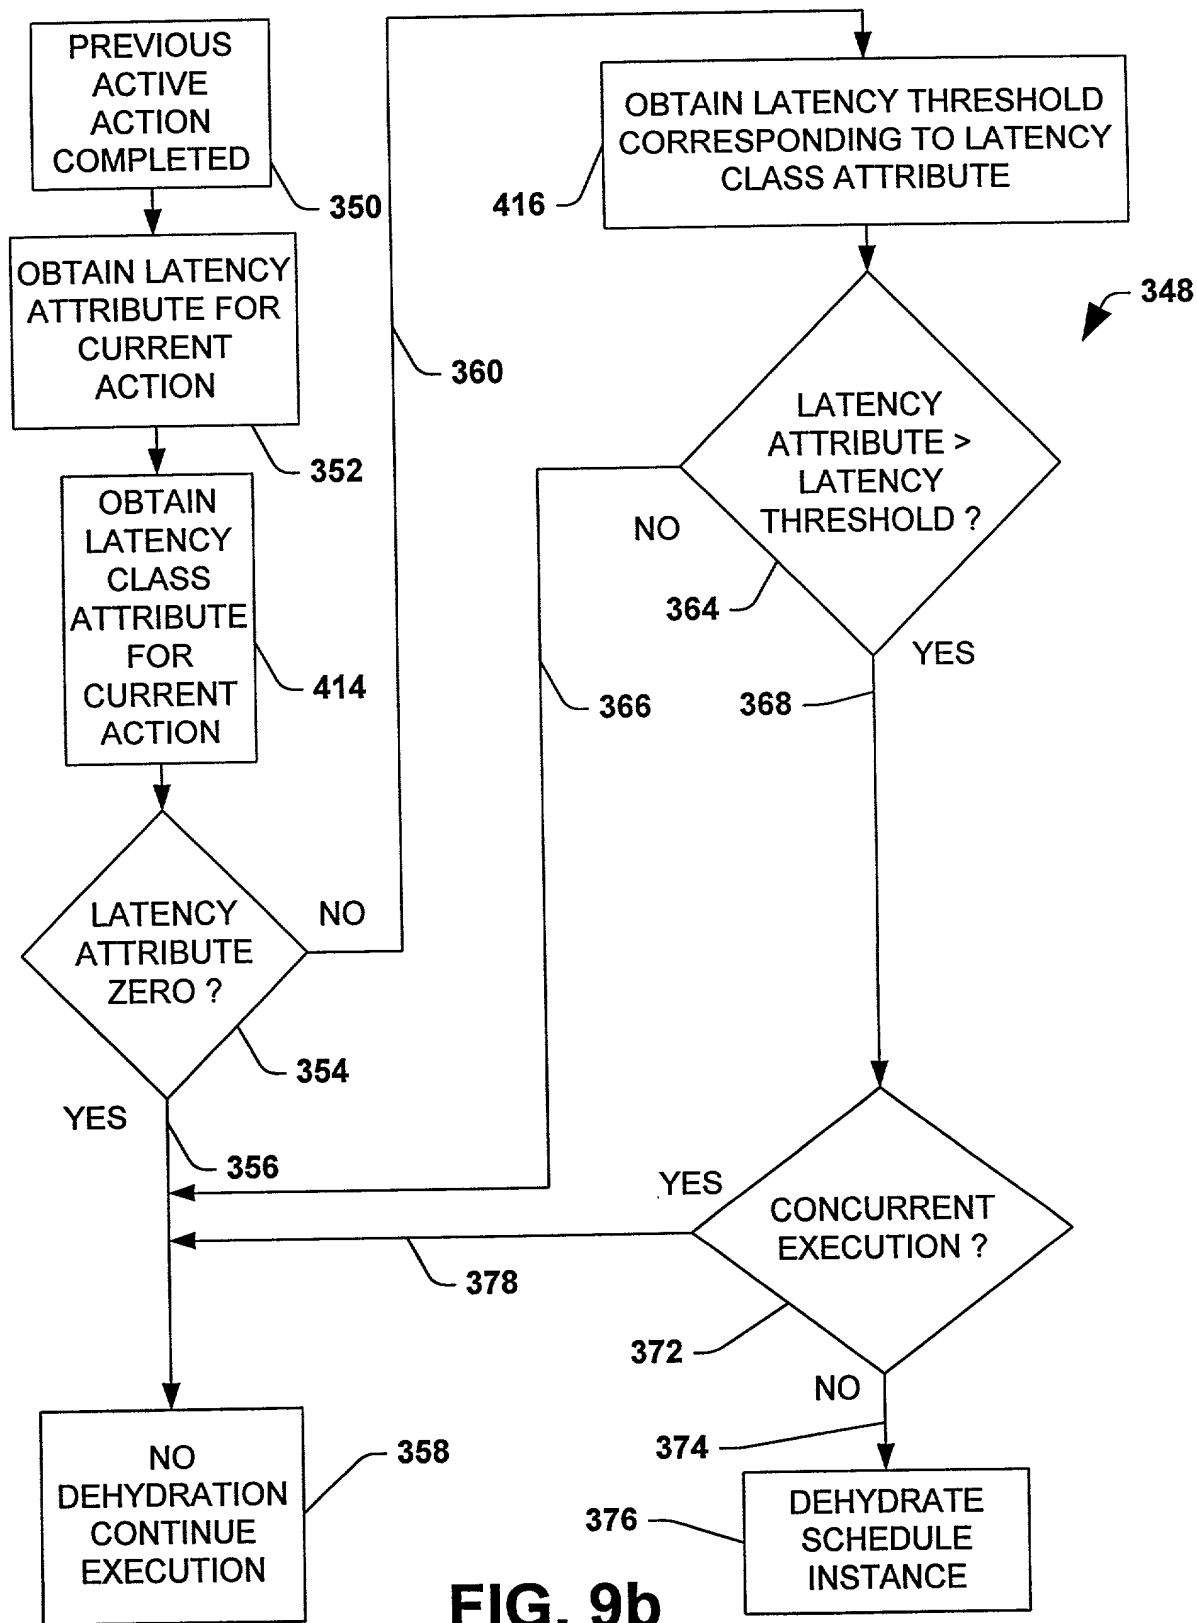 PREVIOUS
ACTIVE
ACTION
COMPLETED
350
OBTAIN LATENCY
ATTRIBUTE FOR
CURRENT
ACTION
352
OBTAIN
LATENCY
CLASS
ATTRIBUTE
FOR
CURRENT
ACTION
414
LATENCY
ATTRIBUTE
ZERO ?
NO
354
YES
356
360
OBTAIN LATENCY THRESHOLD
CORRESPONDING TO LATENCY
CLASS ATTRIBUTE
416
348
LATENCY
ATTRIBUTE >
LATENCY
THRESHOLD ?
NO
364
YES
366
368
YES
CONCURRENT
EXECUTION ?
378
372
NO
374
NO
DEHYDRATION
CONTINUE
EXECUTION
358
376
DEHYDRATE
SCHEDULE
INSTANCE
FIG. 9b